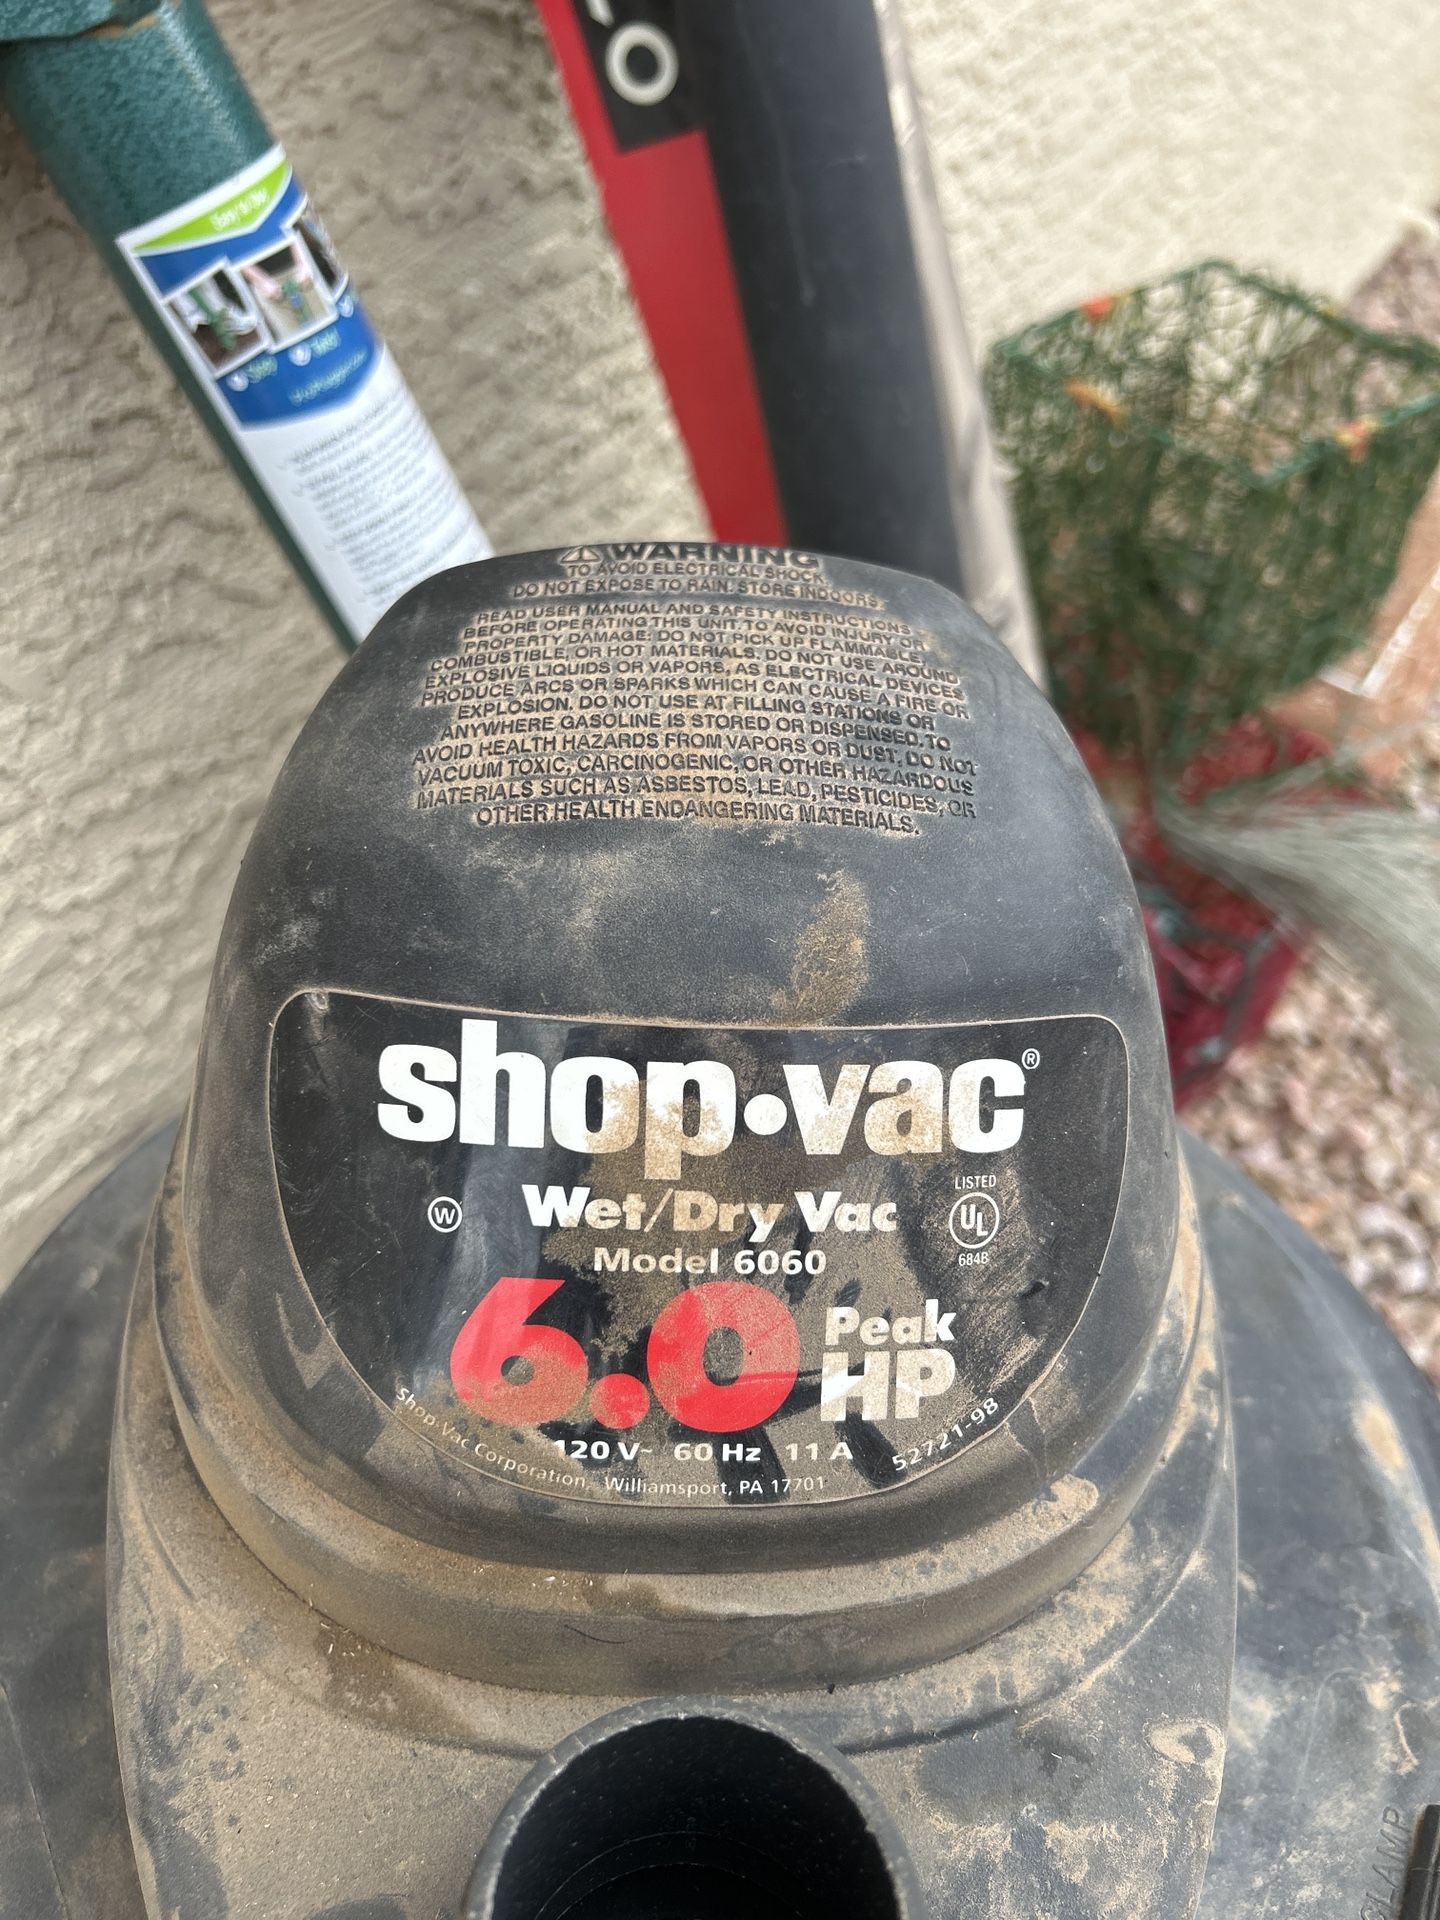 O
⚠ WARNING
TO AVOID ELECTRICAL SHOCK,
DO NOT EXPOSE TO RAIN. STORE INDOORS.
READ USER MANUAL AND SAFETY INSTRUCTIONS
BEFORE OPERATING THIS UNIT. TO AVOID INJURY OR
PROPERTY DAMAGE: DO NOT PICK UP FLAMMABLE,
COMBUSTIBLE, OR HOT MATERIALS. DO NOT USE AROUND
EXPLOSIVE LIQUIDS OR VAPORS, AS ELECTRICAL DEVICES
PRODUCE ARCS OR SPARKS WHICH CAN CAUSE A FIRE OR
EXPLOSION. DO NOT USE AT FILLING STATIONS OR
ANYWHERE GASOLINE IS STORED OR DISPENSED. TO
AVOID HEALTH HAZARDS FROM VAPORS OR DUST, DO NOT
VACUUM TOXIC, CARCINOGENIC, OR OTHER HAZARDOUS
MATERIALS SUCH AS ASBESTOS, LEAD, PESTICIDES, OR
OTHER HEALTH ENDANGERING MATERIALS.
shop·vac®
LISTED
W Wet/Dry Vac UL
Model 6060 684B
6.0 Peak HP
120 V~ 60 Hz 11 A
Shop·Vac Corporation, Williamsport, PA 17701
52721-98
CLAMP